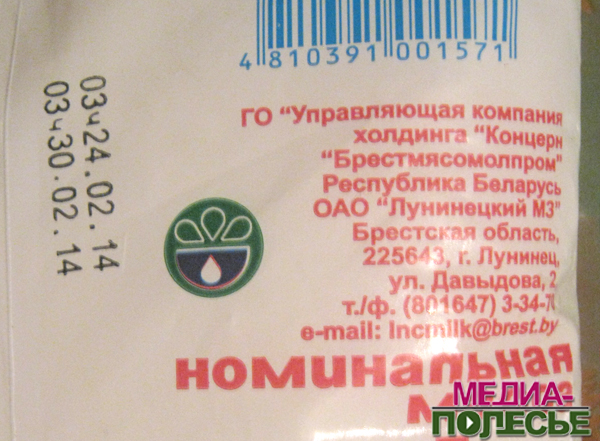 4 810391 001571
ГО "Управляющая компания
холдинга "Концерн
"Брестмясомолпром"
Республика Беларусь
ОАО "Лунинецкий МЗ"
Брестская область,
225643, г. Лунинец,
ул. Давыдова, 2
т./ф. (801647) 3-34-
e-mail: lncmilk@brest.by
номинальная
03ч24.02.14
03ч30.02.14
МЕДИА-
ПОЛЕСЬЕ